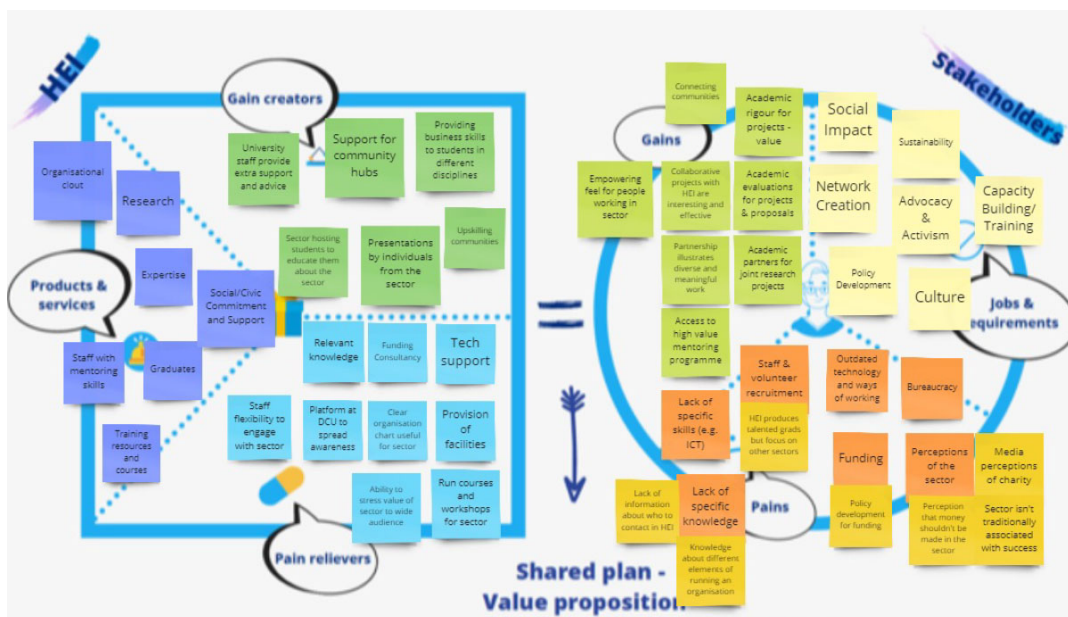 HEI
Gain creators
University
staff provide
extra support
and advice
Support for
community
hubs
Providing
business skills
to students in
different
disciplines
Sector hosting
students to
educate them
about the
sector
Presentations
by individuals
from the
sector
Upskilling
communities
Products &
services
Organisational
clout
Research
Expertise
Social/Civic
Commitment
and Support
Staff with
mentoring
skills
Graduates
Training
resources
and
courses
Relevant
knowledge
Funding
Consultancy
Tech
support
Staff
flexibility to
engage with
sector
Platform at
DCU to
spread
awareness
Clear
organisation
chart useful
for sector
Provision
of
facilities
Ability to
stress value of
sector to wide
audience
Run courses
and
workshops
for sector
Pain relievers
=
Stakeholders
Gains
Connecting
communities
Academic
rigour for
projects -
value
Empowering
feel for people
working in
sector
Collaborative
projects with
HEI are
interesting and
effective
Academic
evaluations
for projects
& proposals
Partnership
illustrates
diverse and
meaningful
work
Academic
partners for
joint research
projects
Access to
high value
mentoring
programme
Social
Impact
Sustainability
Network
Creation
Advocacy
&
Activism
Capacity
Building/
Training
Policy
Development
Culture
Jobs &
requirements
Staff &
volunteer
recruitment
Outdated
technology
and ways
of working
Bureaucracy
Lack of
specific
skills (e.g.
ICT)
HEI produces
talented grads
but focus on
other sectors
Funding
Perceptions
of the
sector
Media
perceptions
of charity
Lack of
information
about who to
contact in HEI
Lack of
specific
knowledge
Pains
Policy
development
for funding
Perception
that money
shouldn't be
made in the
sector
Sector isn't
traditionally
associated
with success
Knowledge
about different
elements of
running an
organisation
Shared plan -
Value proposition